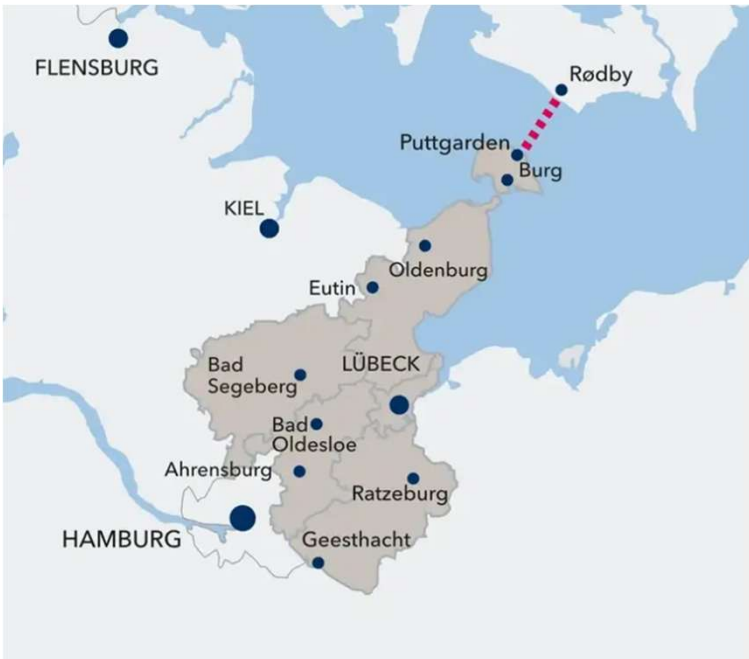 FLENSBURG
Rødby
Puttgarden
Burg
KIEL
Oldenburg
Eutin
Bad
Segeberg
LÜBECK
Bad
Oldesloe
Ahrensburg
Ratzeburg
HAMBURG
Geesthacht